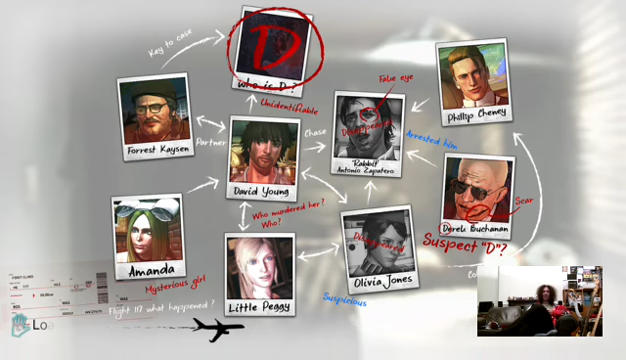 Key to case
D
who is D ?
Unidentifiable
False eye
Phillip Cheney
Forrest Kaysen
Partner
Chase
Disappeared
Arrested him
"Rabbit"
Antonio Zapatero
David Young
Scar
Derek Buchanan
Suspect "D"?
Who murdered her?
Who?
Disappeared
Amanda
Mysterious girl
Little Peggy
Olivia Jones
Suspicious
Flight 117 what happened ?
Lo